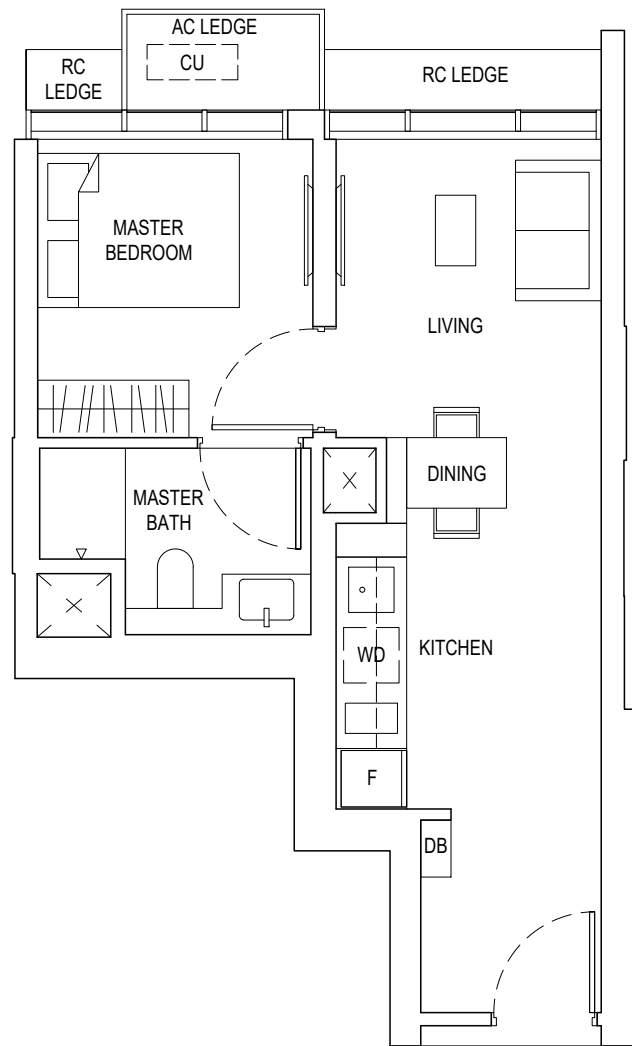 AC LEDGE
CU
RC
LEDGE
RC LEDGE
MASTER
BEDROOM
LIVING
DINING
MASTER
BATH
KITCHEN
WD
F
DB